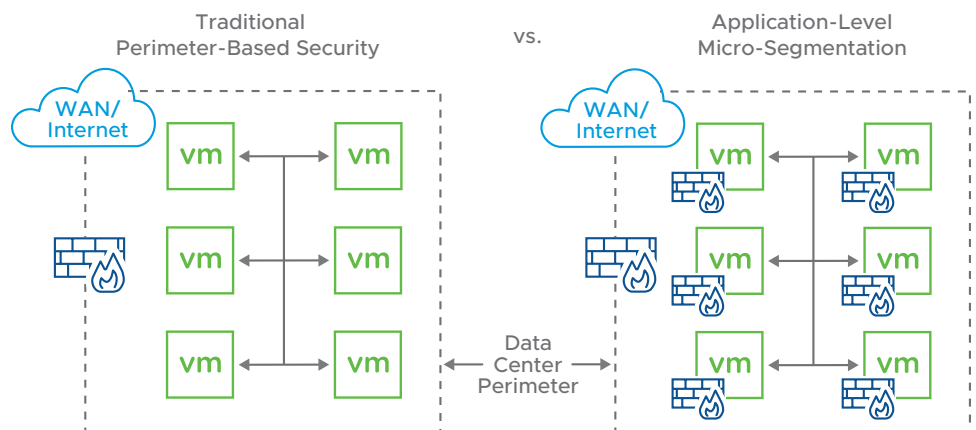 Traditional
Perimeter-Based Security
vs.
Application-Level
Micro-Segmentation
WAN/
Internet
vm
vm
vm
vm
vm
vm
Data
Center
Perimeter
WAN/
Internet
vm
vm
vm
vm
vm
vm